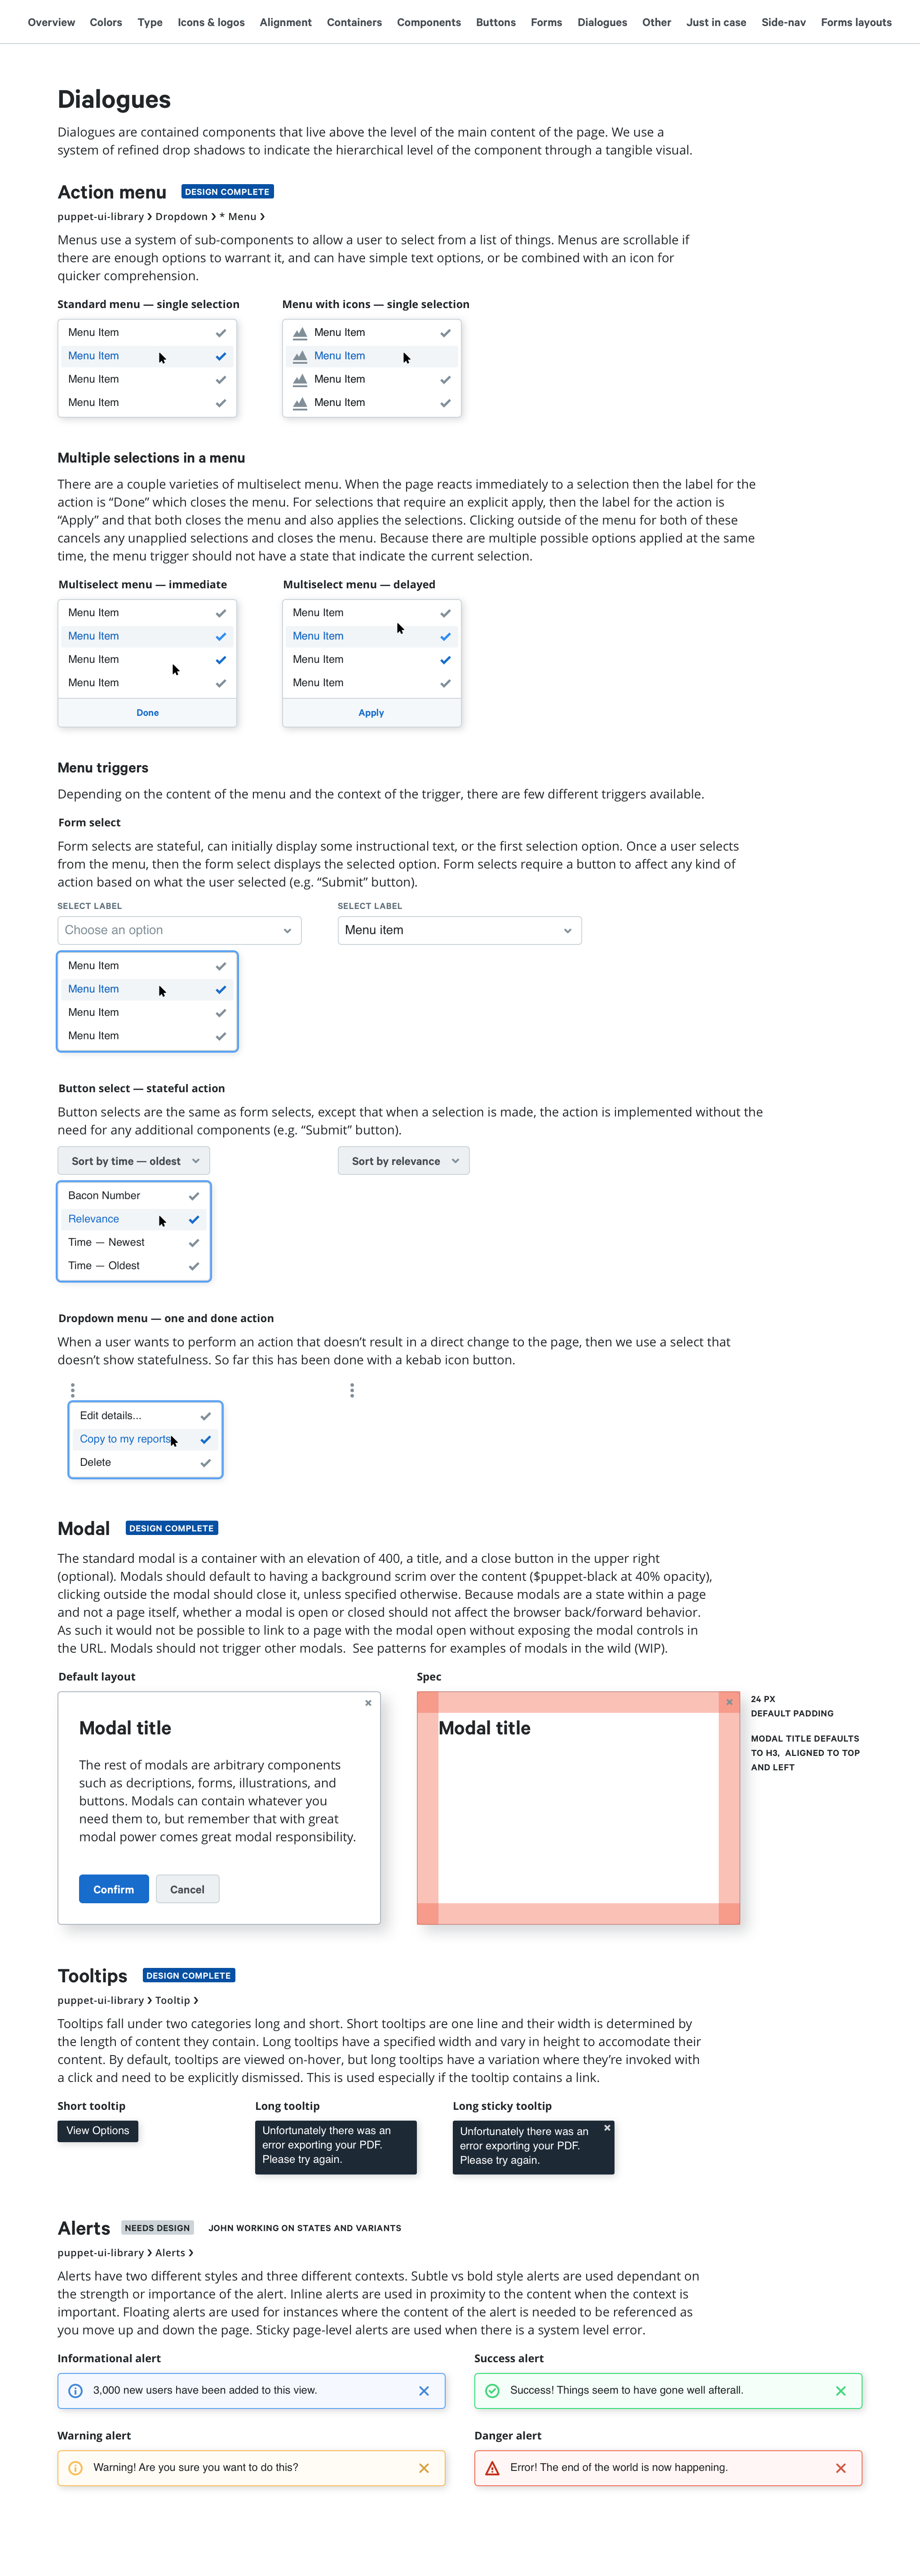 Overview Colors Type Icons & logos Alignment Containers Components Buttons Forms Dialogues Other Just in case Side-nav Forms layouts
Dialogues
Dialogues are contained components that live above the level of the main content of the page. We use a
system of refined drop shadows to indicate the hierarchical level of the component through a tangible visual.
Action menu DESIGN COMPLETE
puppet-ui-library > Dropdown > * Menu >
Menus use a system of sub-components to allow a user to select from a list of things. Menus are scrollable if
there are enough options to warrant it, and can have simple text options, or be combined with an icon for
quicker comprehension.
Standard menu — single selection
Menu Item
Menu Item
Menu Item
Menu Item
Menu with icons — single selection
Menu Item
Menu Item
Menu Item
Menu Item
Multiple selections in a menu
There are a couple varieties of multiselect menu. When the page reacts immediately to a selection then the label for the
action is “Done” which closes the menu. For selections that require an explicit apply, then the label for the action is
“Apply” and that both closes the menu and also applies the selections. Clicking outside of the menu for both of these
cancels any unapplied selections and closes the menu. Because there are multiple possible options applied at the same
time, the menu trigger should not have a state that indicate the current selection.
Multiselect menu — immediate
Menu Item
Menu Item
Menu Item
Menu Item
Done
Multiselect menu — delayed
Menu Item
Menu Item
Menu Item
Menu Item
Apply
Menu triggers
Depending on the content of the menu and the context of the trigger, there are few different triggers available.
Form select
Form selects are stateful, can initially display some instructional text, or the first selection option. Once a user selects
from the menu, then the form select displays the selected option. Form selects require a button to affect any kind of
action based on what the user selected (e.g. “Submit” button).
SELECT LABEL
Choose an option
Menu Item
Menu Item
Menu Item
Menu Item
SELECT LABEL
Menu item
Button select — stateful action
Button selects are the same as form selects, except that when a selection is made, the action is implemented without the
need for any additional components (e.g. “Submit” button).
Sort by time — oldest
Bacon Number
Relevance
Time — Newest
Time — Oldest
Sort by relevance
Dropdown menu — one and done action
When a user wants to perform an action that doesn’t result in a direct change to the page, then we use a select that
doesn’t show statefulness. So far this has been done with a kebab icon button.
Edit details...
Copy to my reports
Delete
Modal DESIGN COMPLETE
The standard modal is a container with an elevation of 400, a title, and a close button in the upper right
(optional). Modals should default to having a background scrim over the content ($puppet-black at 40% opacity),
clicking outside the modal should close it, unless specified otherwise. Because modals are a state within a page
and not a page itself, whether a modal is open or closed should not affect the browser back/forward behavior.
As such it would not be possible to link to a page with the modal open without exposing the modal controls in
the URL. Modals should not trigger other modals. See patterns for examples of modals in the wild (WIP).
Default layout
Modal title
The rest of modals are arbitrary components
such as decriptions, forms, illustrations, and
buttons. Modals can contain whatever you
need them to, but remember that with great
modal power comes great modal responsibility.
Confirm Cancel
Spec
Modal title
24 PX
DEFAULT PADDING
MODAL TITLE DEFAULTS
TO H3, ALIGNED TO TOP
AND LEFT
Tooltips DESIGN COMPLETE
puppet-ui-library > Tooltip >
Tooltips fall under two categories long and short. Short tooltips are one line and their width is determined by
the length of content they contain. Long tooltips have a specified width and vary in height to accomodate their
content. By default, tooltips are viewed on-hover, but long tooltips have a variation where they’re invoked with
a click and need to be explicitly dismissed. This is used especially if the tooltip contains a link.
Short tooltip
View Options
Long tooltip
Unfortunately there was an
error exporting your PDF.
Please try again.
Long sticky tooltip
Unfortunately there was an
error exporting your PDF.
Please try again.
Alerts NEEDS DESIGN JOHN WORKING ON STATES AND VARIANTS
puppet-ui-library > Alerts >
Alerts have two different styles and three different contexts. Subtle vs bold style alerts are used dependant on
the strength or importance of the alert. Inline alerts are used in proximity to the content when the context is
important. Floating alerts are used for instances where the content of the alert is needed to be referenced as
you move up and down the page. Sticky page-level alerts are used when there is a system level error.
Informational alert
3,000 new users have been added to this view.
Success alert
Success! Things seem to have gone well afterall.
Warning alert
Warning! Are you sure you want to do this?
Danger alert
Error! The end of the world is now happening.